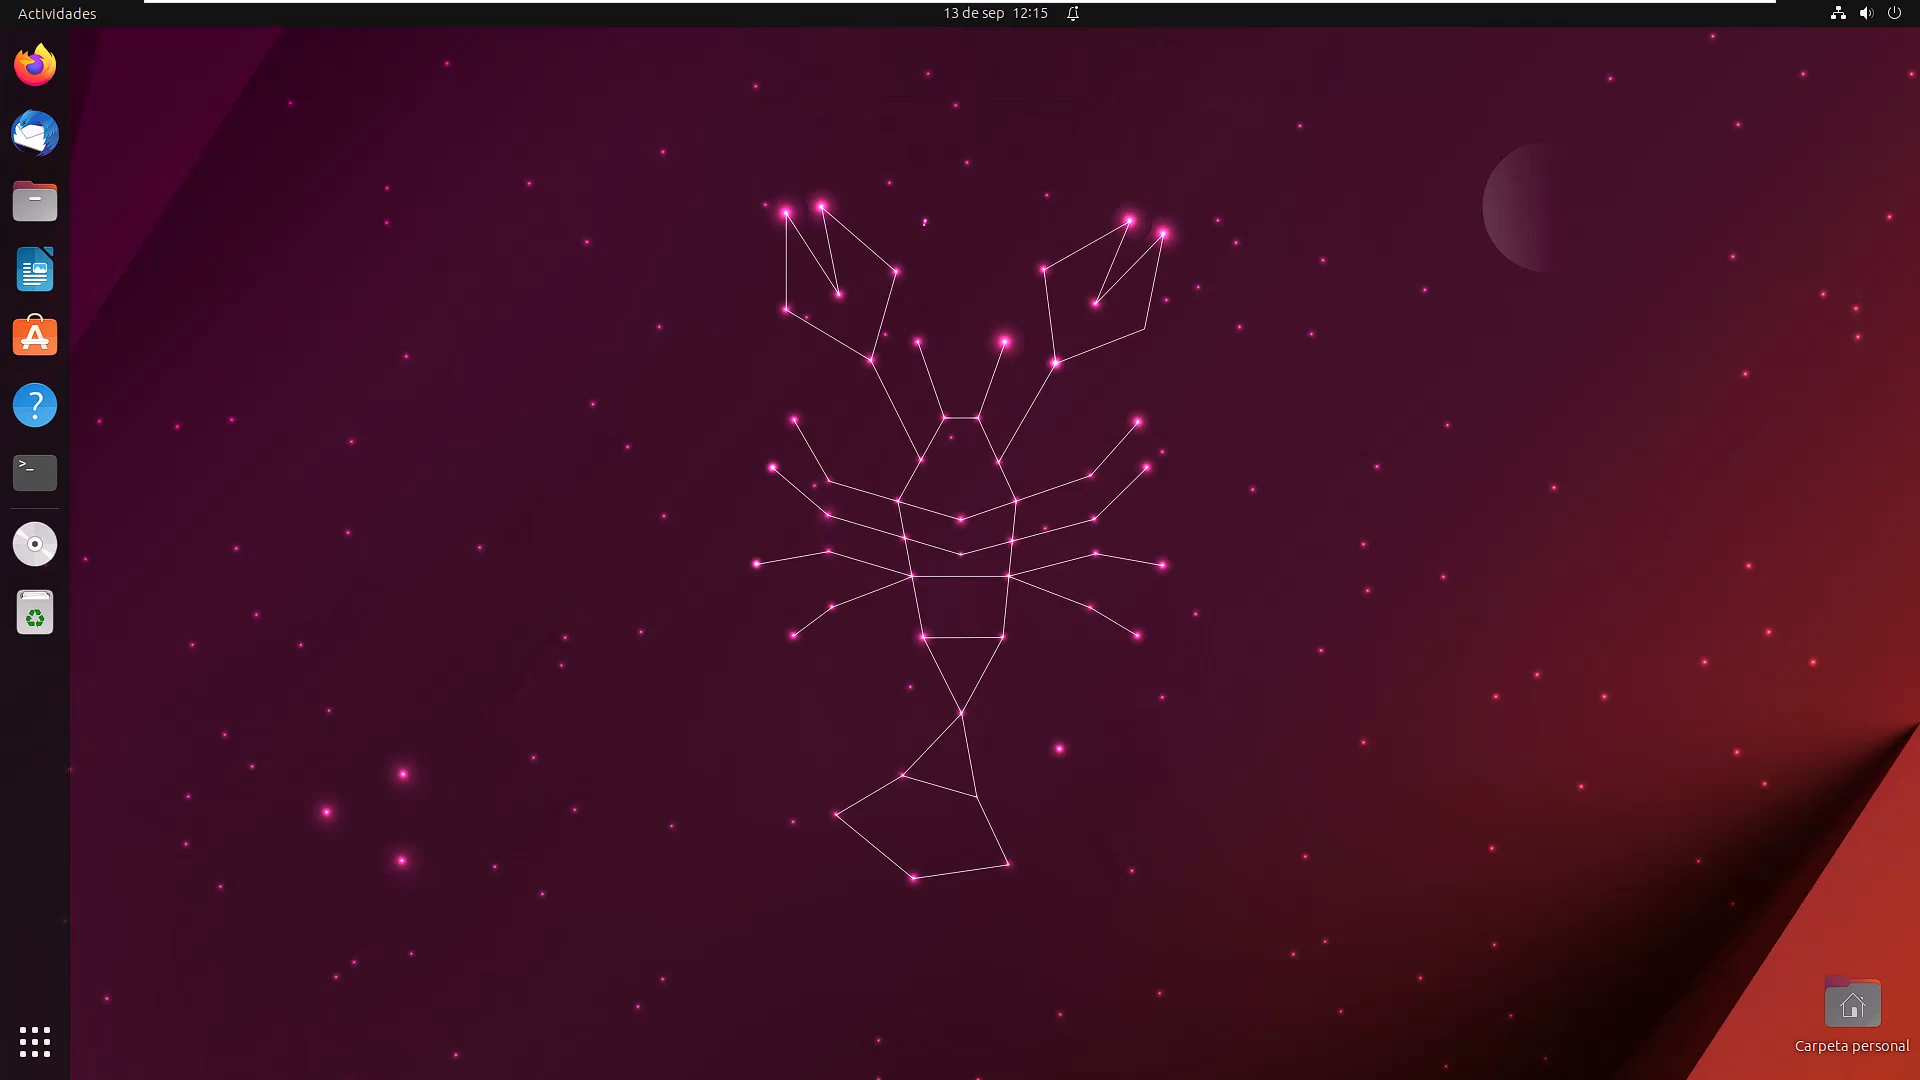 Actividades
13 de sep 12:15
?
>_
Carpeta personal